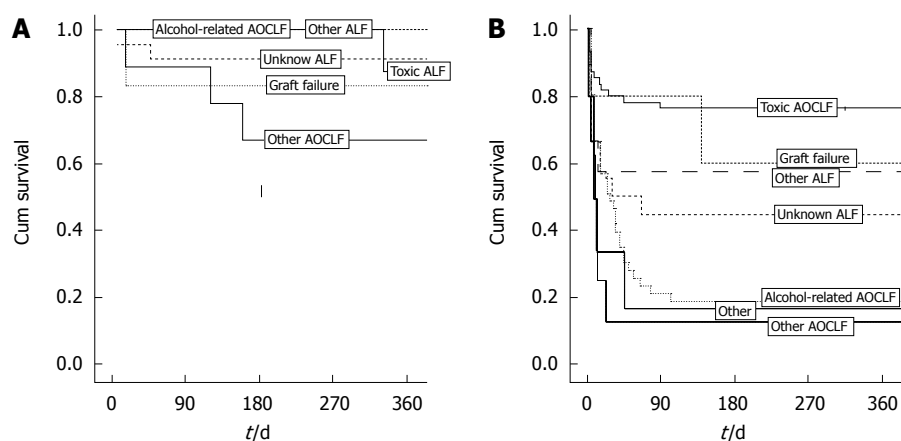 A
Cum survival
1.0
0.8
0.6
0.4
0.2
0.0
Alcohol-related AOCLF
Other ALF
Unknow ALF
Toxic ALF
Graft failure
Other AOCLF
0 90 180 270 360
t/d
B
Cum survival
1.0
0.8
0.6
0.4
0.2
0.0
Toxic AOCLF
Graft failure
Other ALF
Unknown ALF
Alcohol-related AOCLF
Other
Other AOCLF
0 90 180 270 360
t/d